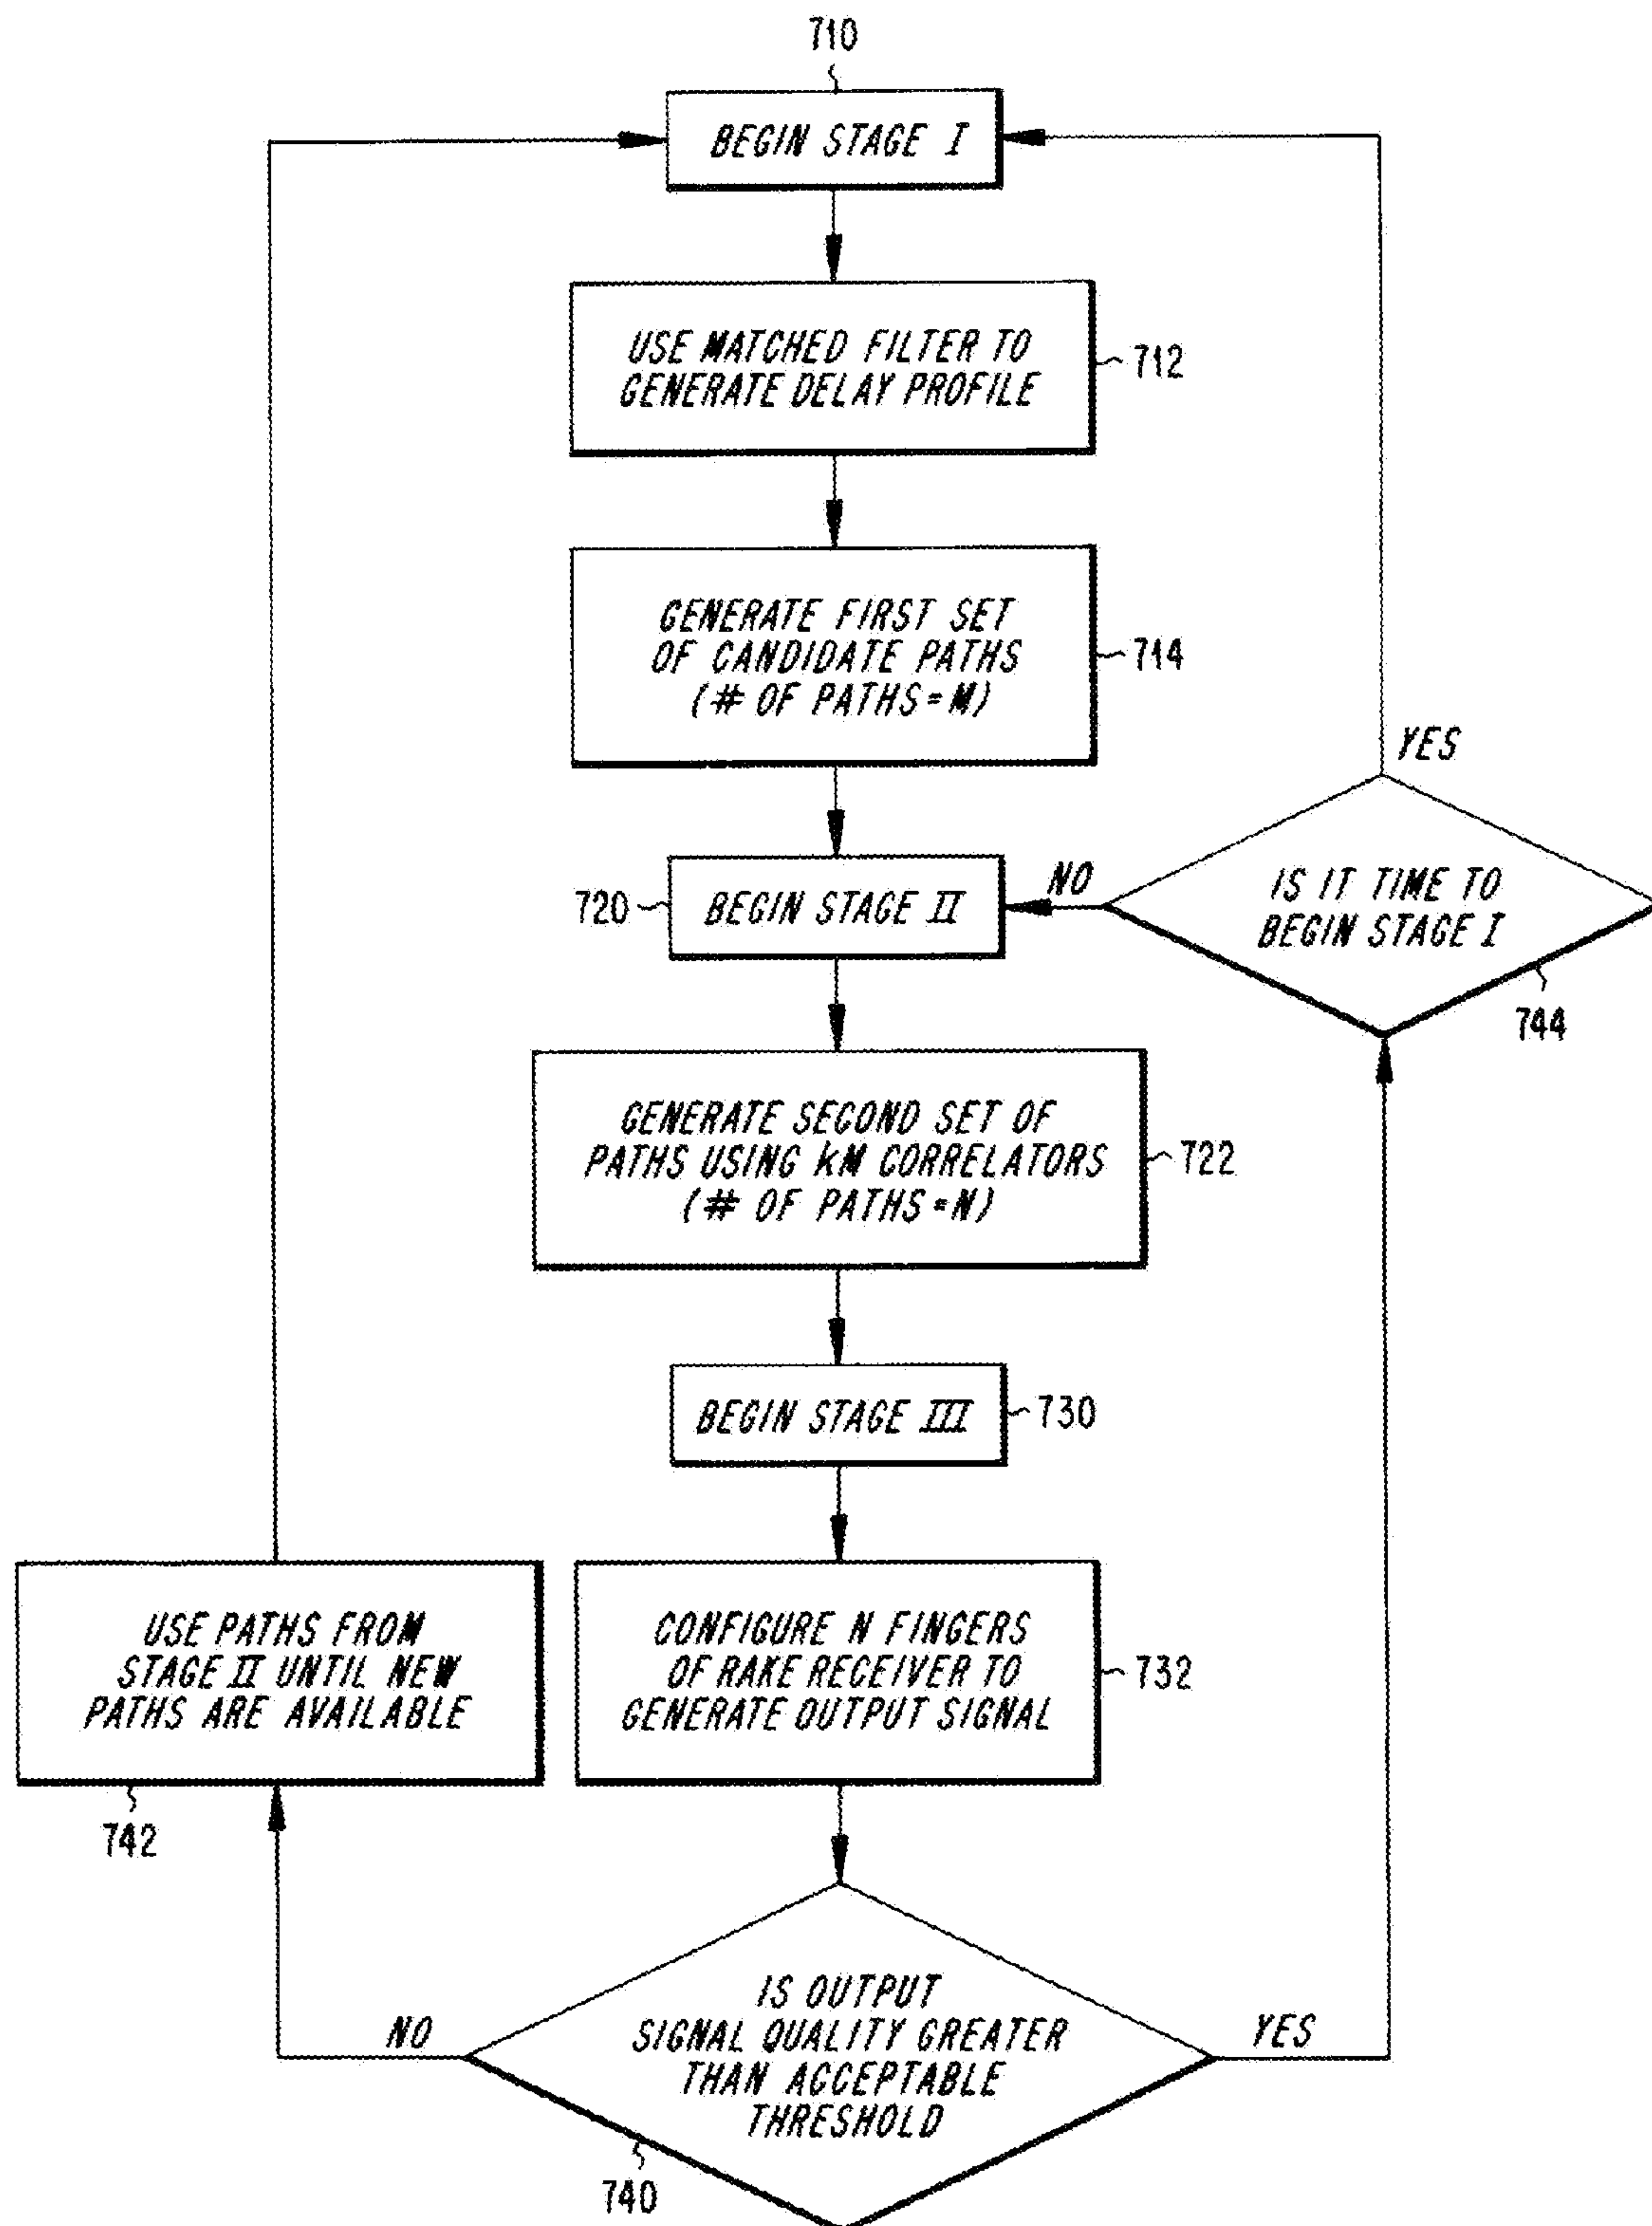 710
BEGIN STAGE I
USE MATCHED FILTER TO
GENERATE DELAY PROFILE
712
GENERATE FIRST SET
OF CANDIDATE PATHS
(# OF PATHS=M)
714
YES
720
BEGIN STAGE II
NO
IS IT TIME TO
BEGIN STAGE I
744
GENERATE SECOND SET OF
PATHS USING kM CORRELATORS
(# OF PATHS=N)
722
BEGIN STAGE III
730
USE PATHS FROM
STAGE II UNTIL NEW
PATHS ARE AVAILABLE
742
CONFIGURE N FINGERS
OF RAKE RECEIVER TO
GENERATE OUTPUT SIGNAL
732
NO
IS OUTPUT
SIGNAL QUALITY GREATER
THAN ACCEPTABLE
THRESHOLD
YES
740